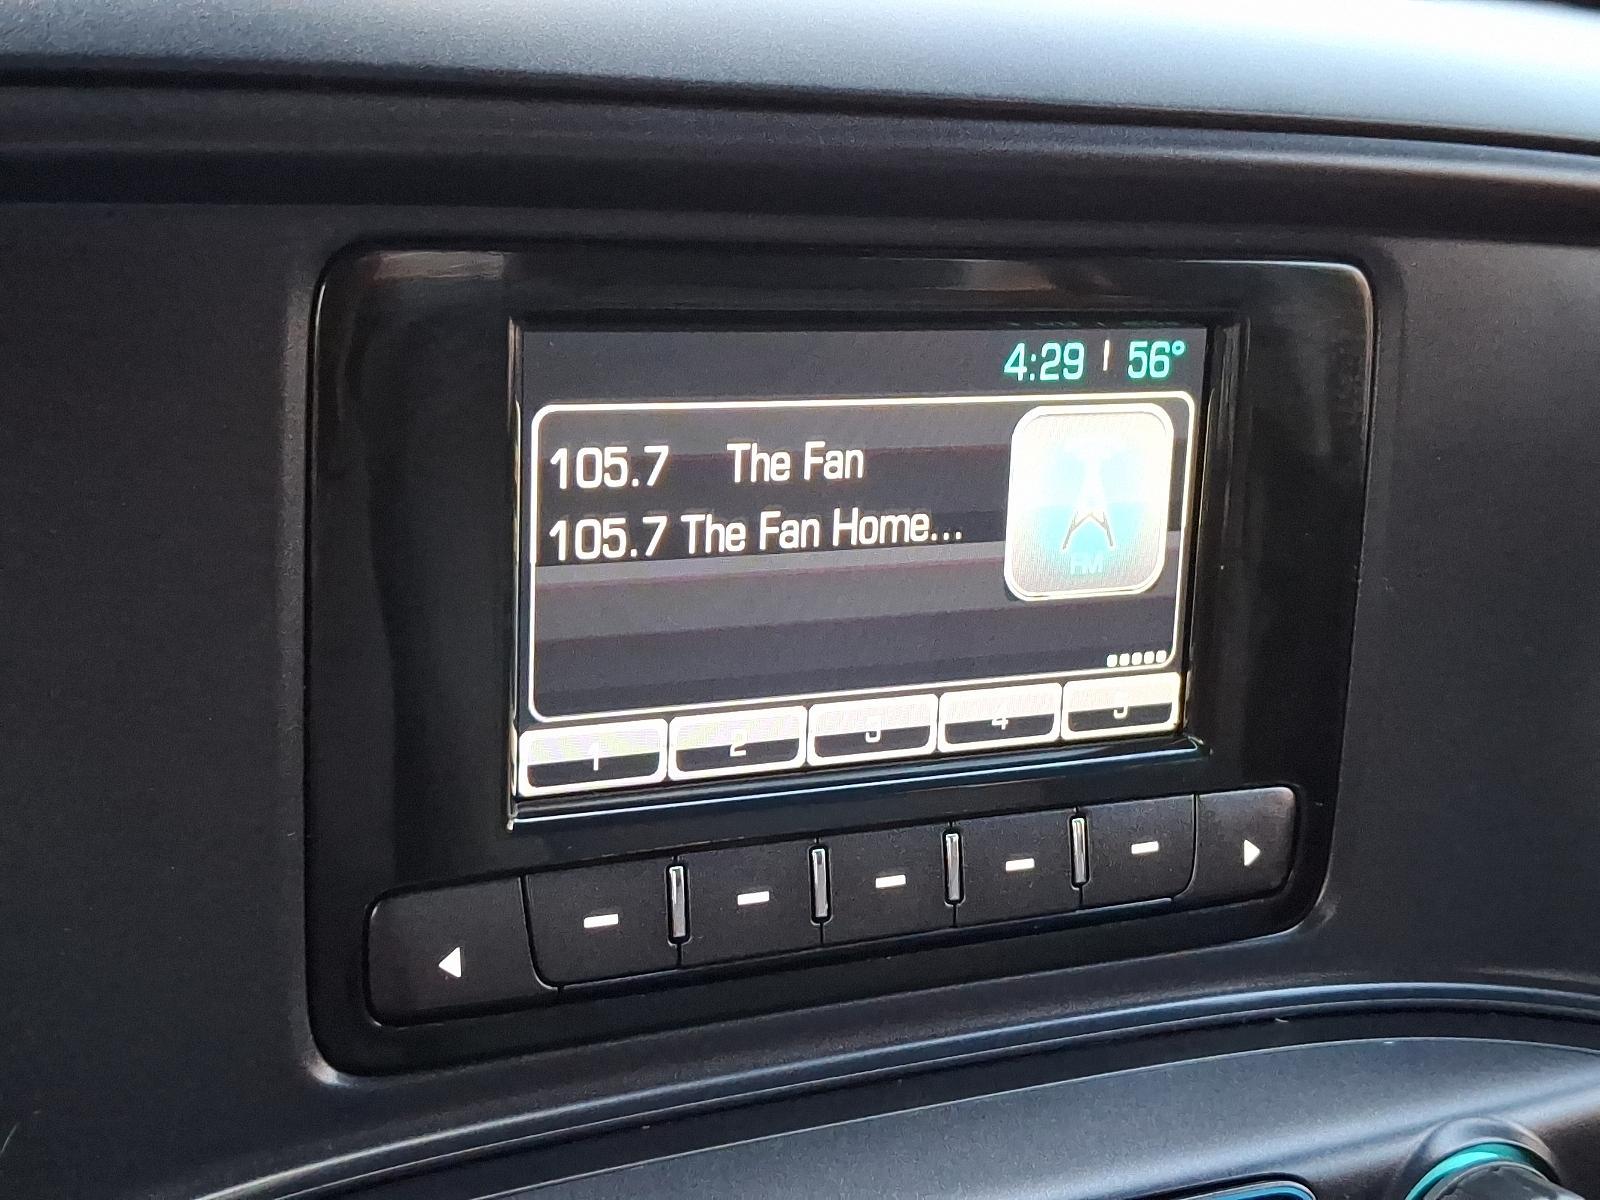 4:29 | 56°
105.7 The Fan
105.7 The Fan Home...
FM
1 2 3 4 5